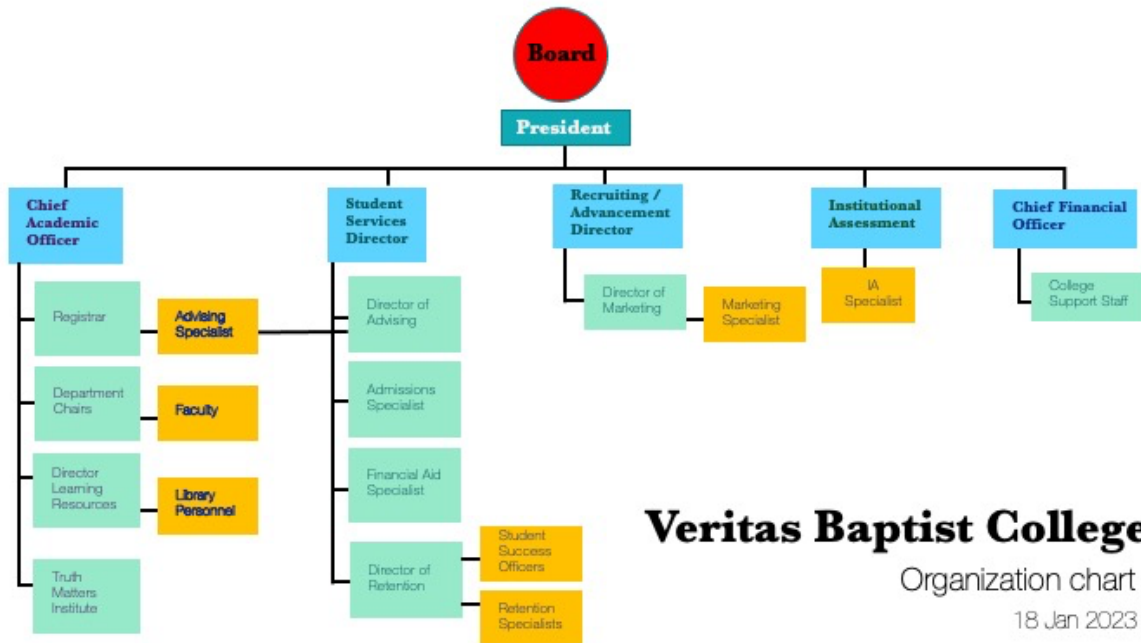 Board
President
Chief
Academic
Officer
Student
Services
Director
Recruiting /
Advancement
Director
Institutional
Assessment
Chief Financial
Officer
Registrar
Advising
Specialist
Department
Chairs
Faculty
Director
Learning
Resources
Library
Personnel
Truth
Matters
Institute
Director of
Advising
Admissions
Specialist
Financial Aid
Specialist
Director of
Retention
Student
Success
Officers
Retention
Specialists
Director of
Marketing
Marketing
Specialist
IA
Specialist
College
Support Staff
Veritas Baptist College
Organization chart
18 Jan 2023